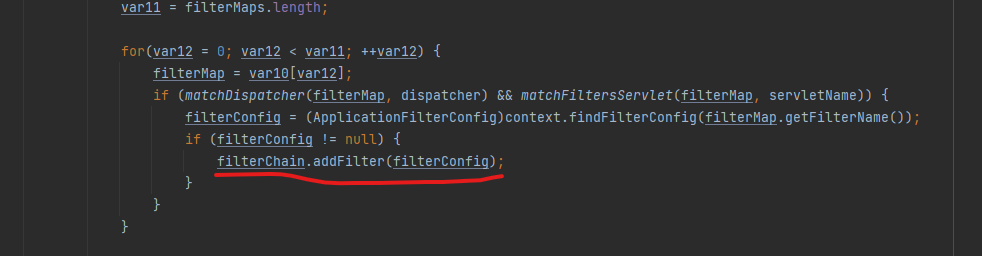 var11 = filterMaps.length;
for(var12 = 0; var12 < var11; ++var12) {
filterMap = var10[var12];
if (matchDispatcher(filterMap, dispatcher) && matchFiltersServlet(filterMap, servletName)) {
filterConfig = (ApplicationFilterConfig)context.findFilterConfig(filterMap.getFilterName());
if (filterConfig != null) {
filterChain.addFilter(filterConfig);
}
}
}